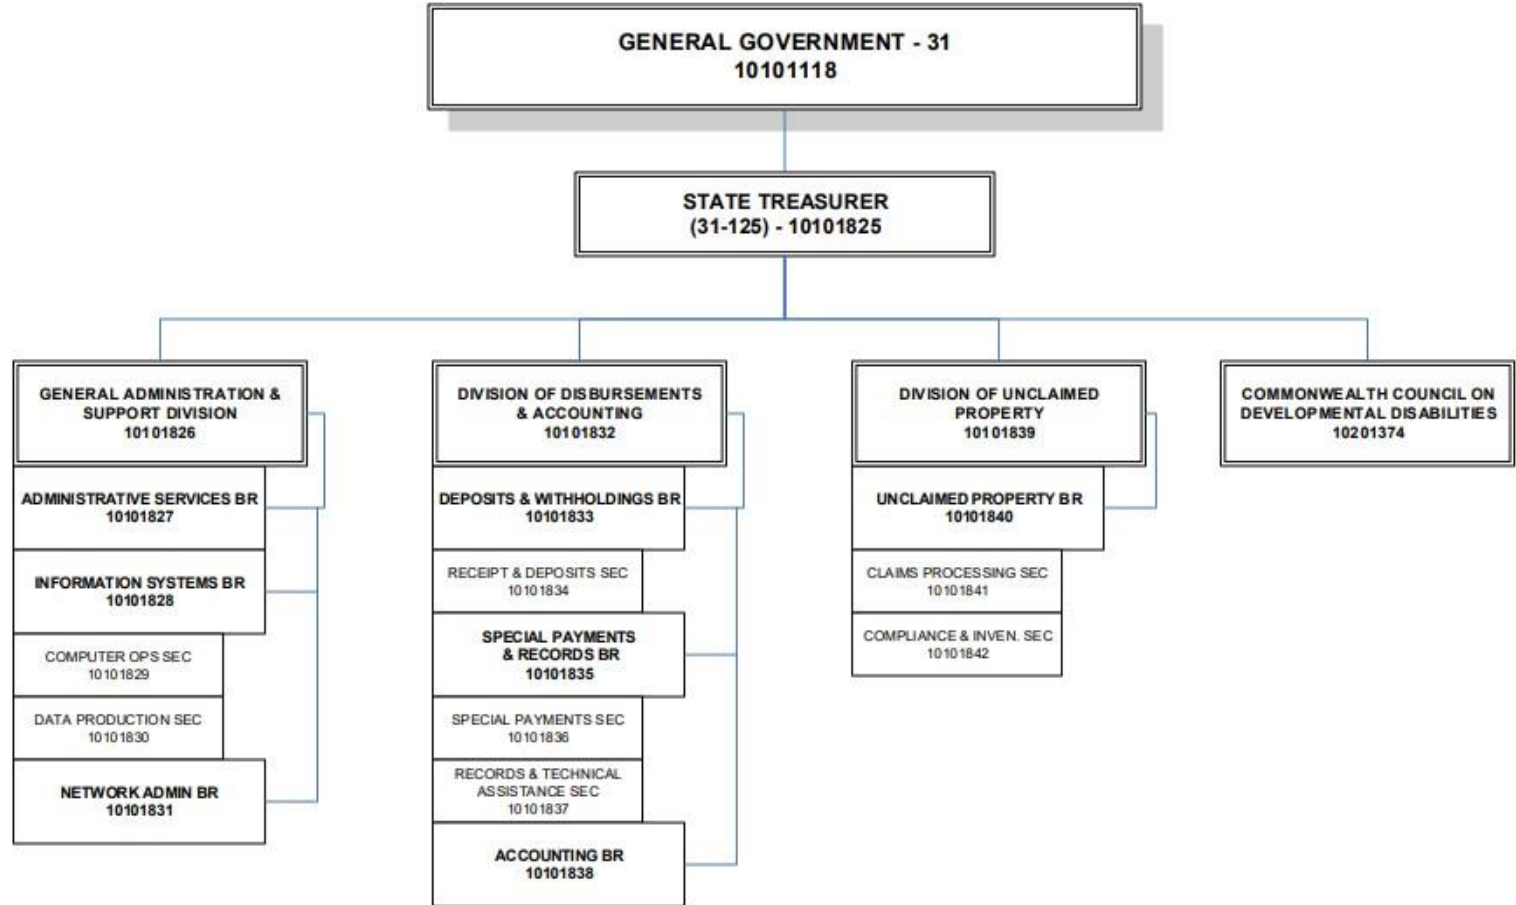 GENERAL GOVERNMENT - 31
10101118
STATE TREASURER
(31-125) - 10101825
GENERAL ADMINISTRATION &
SUPPORT DIVISION
10101826
ADMINISTRATIVE SERVICES BR
10101827
INFORMATION SYSTEMS BR
10101828
COMPUTER OPS SEC
10101829
DATA PRODUCTION SEC
10101830
NETWORK ADMIN BR
10101831
DIVISION OF DISBURSEMENTS
& ACCOUNTING
10101832
DEPOSITS & WITHHOLDINGS BR
10101833
RECEIPT & DEPOSITS SEC
10101834
SPECIAL PAYMENTS
& RECORDS BR
10101835
SPECIAL PAYMENTS SEC
10101836
RECORDS & TECHNICAL
ASSISTANCE SEC
10101837
ACCOUNTING BR
10101838
DIVISION OF UNCLAIMED
PROPERTY
10101839
UNCLAIMED PROPERTY BR
10101840
CLAIMS PROCESSING SEC
10101841
COMPLIANCE & INVEN. SEC
10101842
COMMONWEALTH COUNCIL ON
DEVELOPMENTAL DISABILITIES
10201374